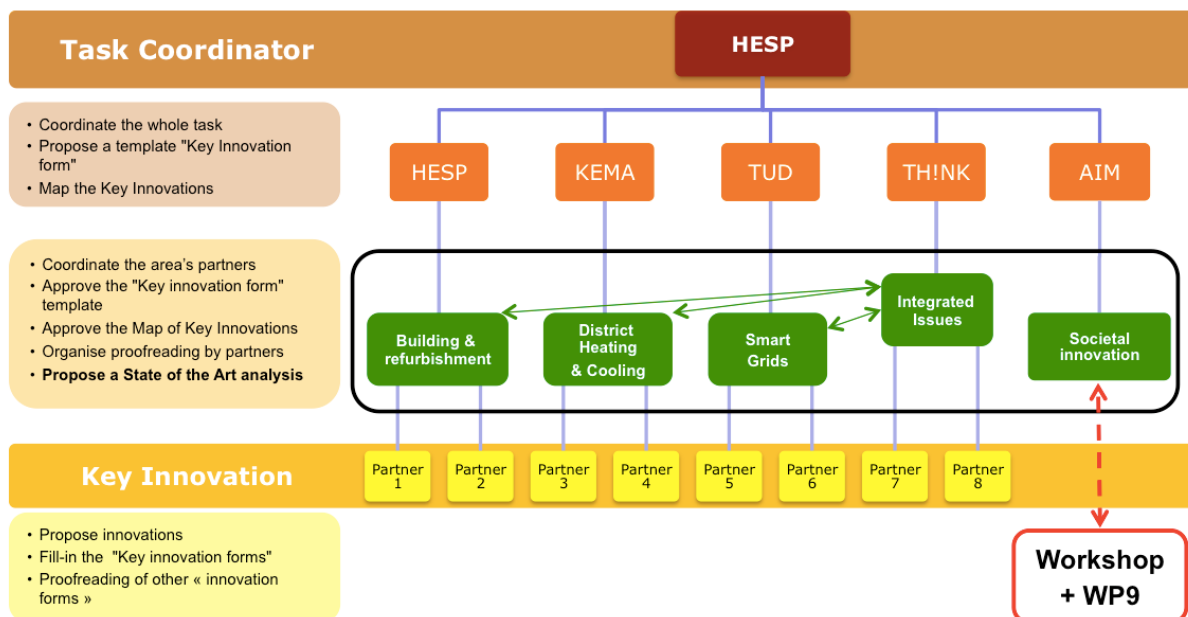 Task Coordinator
HESP
• Coordinate the whole task
• Propose a template "Key Innovation
form"
• Map the Key Innovations
HESP
KEMA
TUD
TH!NK
AIM
• Coordinate the area's partners
• Approve the "Key innovation form"
template
• Approve the Map of Key Innovations
• Organise proofreading by partners
• Propose a State of the Art analysis
Building &
refurbishment
District
Heating
& Cooling
Smart
Grids
Integrated
Issues
Societal
innovation
Key Innovation
Partner
1
Partner
2
Partner
3
Partner
4
Partner
5
Partner
6
Partner
7
Partner
8
• Propose innovations
• Fill-in the "Key innovation forms"
• Proofreading of other « innovation
forms »
Workshop
+ WP9